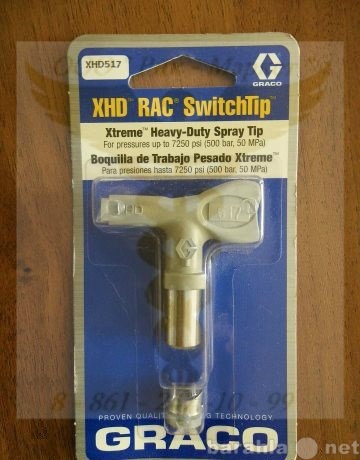 XHD517
GRACO
XHD™ RAC® SwitchTip™
Xtreme™ Heavy-Duty Spray Tip
For pressures up to 7250 psi (500 bar, 50 MPa)
Boquilla de Trabajo Pesado Xtreme™
Para presiones hasta 7250 psi (500 bar, 50 MPa)
517
PROVEN QUALITY TECHNOLOGY
GRACO
barahla.net